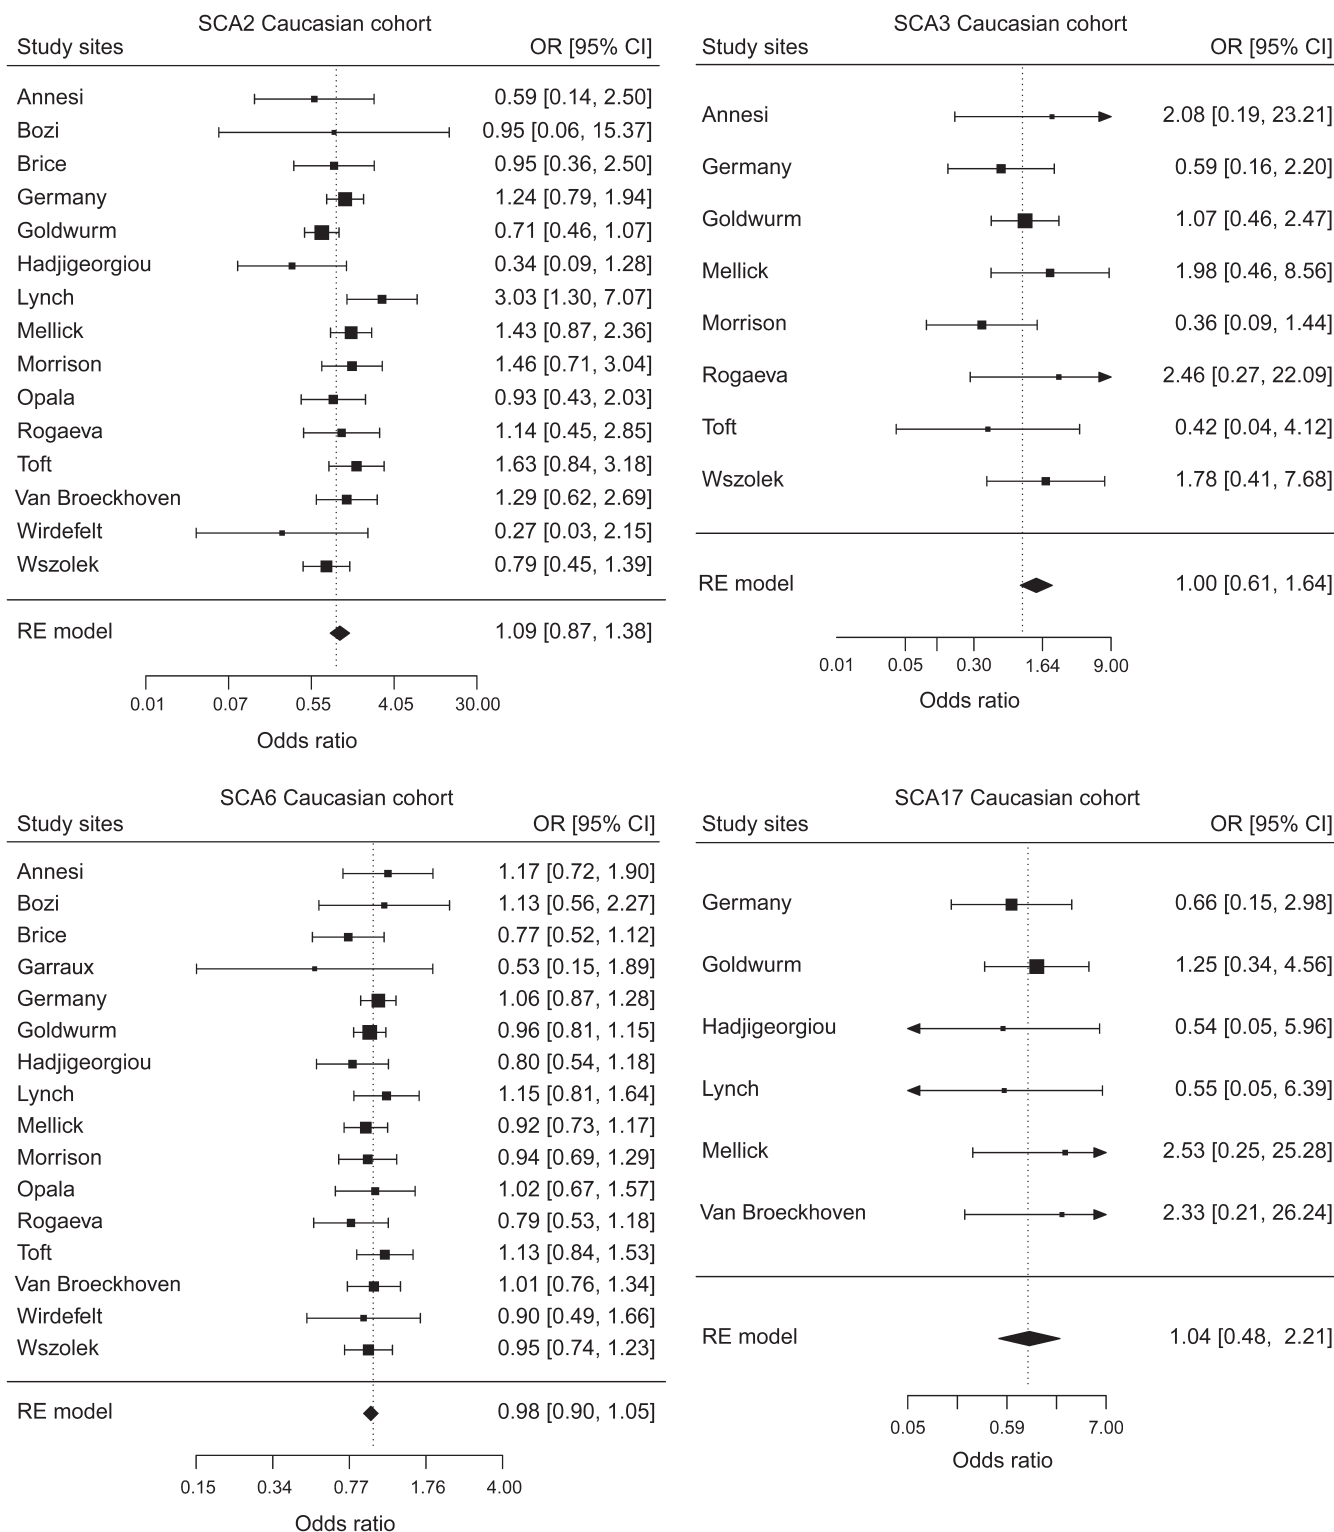 SCA2 Caucasian cohort
Study sites OR [95% CI]
Annesi 0.59 [0.14, 2.50]
Bozi 0.95 [0.06, 15.37]
Brice 0.95 [0.36, 2.50]
Germany 1.24 [0.79, 1.94]
Goldwurm 0.71 [0.46, 1.07]
Hadjigeorgiou 0.34 [0.09, 1.28]
Lynch 3.03 [1.30, 7.07]
Mellick 1.43 [0.87, 2.36]
Morrison 1.46 [0.71, 3.04]
Opala 0.93 [0.43, 2.03]
Rogaeva 1.14 [0.45, 2.85]
Toft 1.63 [0.84, 3.18]
Van Broeckhoven 1.29 [0.62, 2.69]
Wirdefelt 0.27 [0.03, 2.15]
Wszolek 0.79 [0.45, 1.39]
RE model 1.09 [0.87, 1.38]
0.01 0.07 0.55 4.05 30.00
Odds ratio
SCA3 Caucasian cohort
Study sites OR [95% CI]
Annesi 2.08 [0.19, 23.21]
Germany 0.59 [0.16, 2.20]
Goldwurm 1.07 [0.46, 2.47]
Mellick 1.98 [0.46, 8.56]
Morrison 0.36 [0.09, 1.44]
Rogaeva 2.46 [0.27, 22.09]
Toft 0.42 [0.04, 4.12]
Wszolek 1.78 [0.41, 7.68]
RE model 1.00 [0.61, 1.64]
0.01 0.05 0.30 1.64 9.00
Odds ratio
SCA6 Caucasian cohort
Study sites OR [95% CI]
Annesi 1.17 [0.72, 1.90]
Bozi 1.13 [0.56, 2.27]
Brice 0.77 [0.52, 1.12]
Garraux 0.53 [0.15, 1.89]
Germany 1.06 [0.87, 1.28]
Goldwurm 0.96 [0.81, 1.15]
Hadjigeorgiou 0.80 [0.54, 1.18]
Lynch 1.15 [0.81, 1.64]
Mellick 0.92 [0.73, 1.17]
Morrison 0.94 [0.69, 1.29]
Opala 1.02 [0.67, 1.57]
Rogaeva 0.79 [0.53, 1.18]
Toft 1.13 [0.84, 1.53]
Van Broeckhoven 1.01 [0.76, 1.34]
Wirdefelt 0.90 [0.49, 1.66]
Wszolek 0.95 [0.74, 1.23]
RE model 0.98 [0.90, 1.05]
0.15 0.34 0.77 1.76 4.00
Odds ratio
SCA17 Caucasian cohort
Study sites OR [95% CI]
Germany 0.66 [0.15, 2.98]
Goldwurm 1.25 [0.34, 4.56]
Hadjigeorgiou 0.54 [0.05, 5.96]
Lynch 0.55 [0.05, 6.39]
Mellick 2.53 [0.25, 25.28]
Van Broeckhoven 2.33 [0.21, 26.24]
RE model 1.04 [0.48, 2.21]
0.05 0.59 7.00
Odds ratio